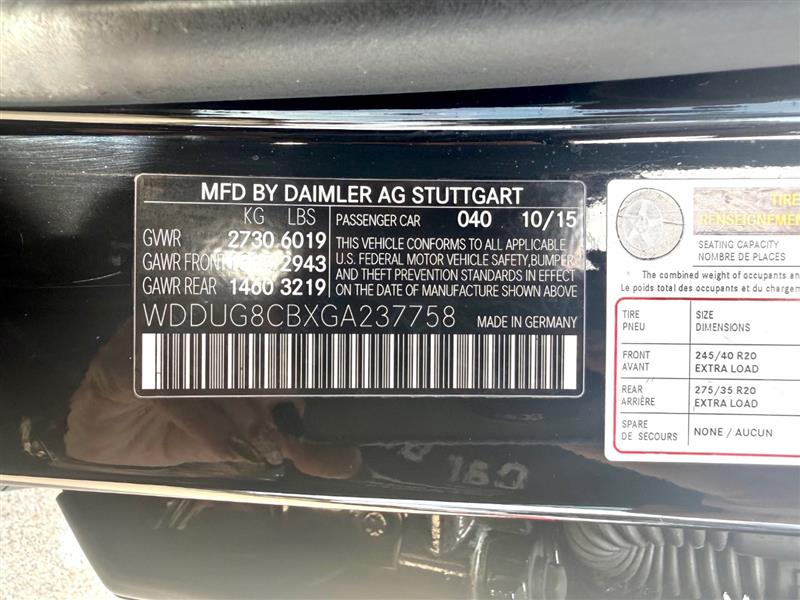 MFD BY DAIMLER AG STUTTGART
KG LBS
GVWR 2730 6019
GAWR FRONT 2943
GAWR REAR 1460 3219
PASSENGER CAR 040 10/15
THIS VEHICLE CONFORMS TO ALL APPLICABLE
U.S. FEDERAL MOTOR VEHICLE SAFETY,BUMPER
AND THEFT PREVENTION STANDARDS IN EFFECT
ON THE DATE OF MANUFACTURE SHOWN ABOVE
WDDUG8CBXGA237758 MADE IN GERMANY
TIRE
RENSEIGNEMEN
SEATING CAPACITY
NOMBRE DE PLACES
The combined weight of occupants an
Le poids total des occupants et du chargem
TIRE SIZE
PNEU DIMENSIONS
FRONT 245/40 R20
AVANT EXTRA LOAD
REAR 275/35 R20
ARRIÈRE EXTRA LOAD
SPARE
DE SECOURS NONE / AUCUN